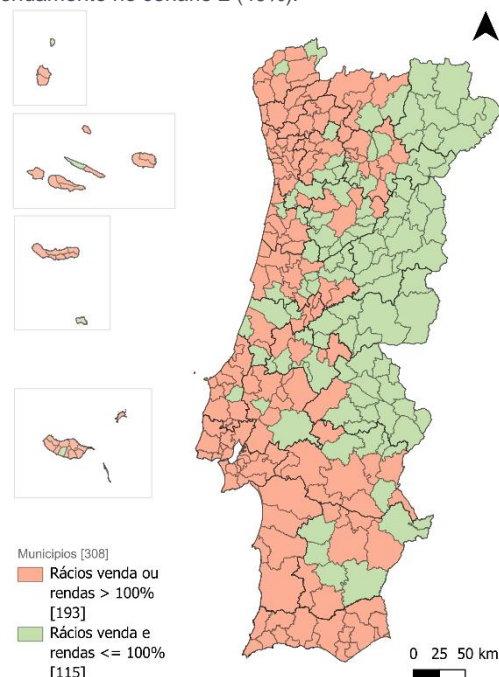 Municipios [308]
Rácios venda ou
rendas > 100%
[193]
Rácios venda e
rendas <= 100%
[115]
0 25 50 km